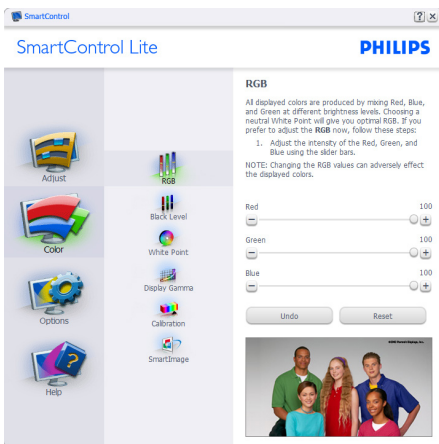 SmartControl
SmartControl Lite
PHILIPS
Adjust
Color
Options
Help
RGB
Black Level
White Point
Display Gamma
Calibration
SmartImage
RGB
All displayed colors are produced by mixing Red, Blue,
and Green at different brightness levels. Choosing a
neutral White Point will give you optimal RGB. If you
prefer to adjust the RGB now, follow these steps:
1. Adjust the intensity of the Red, Green, and
Blue using the slider bars.
NOTE: Changing the RGB values can adversely effect
the displayed colors.
Red 100
Green 100
Blue 100
Undo Reset